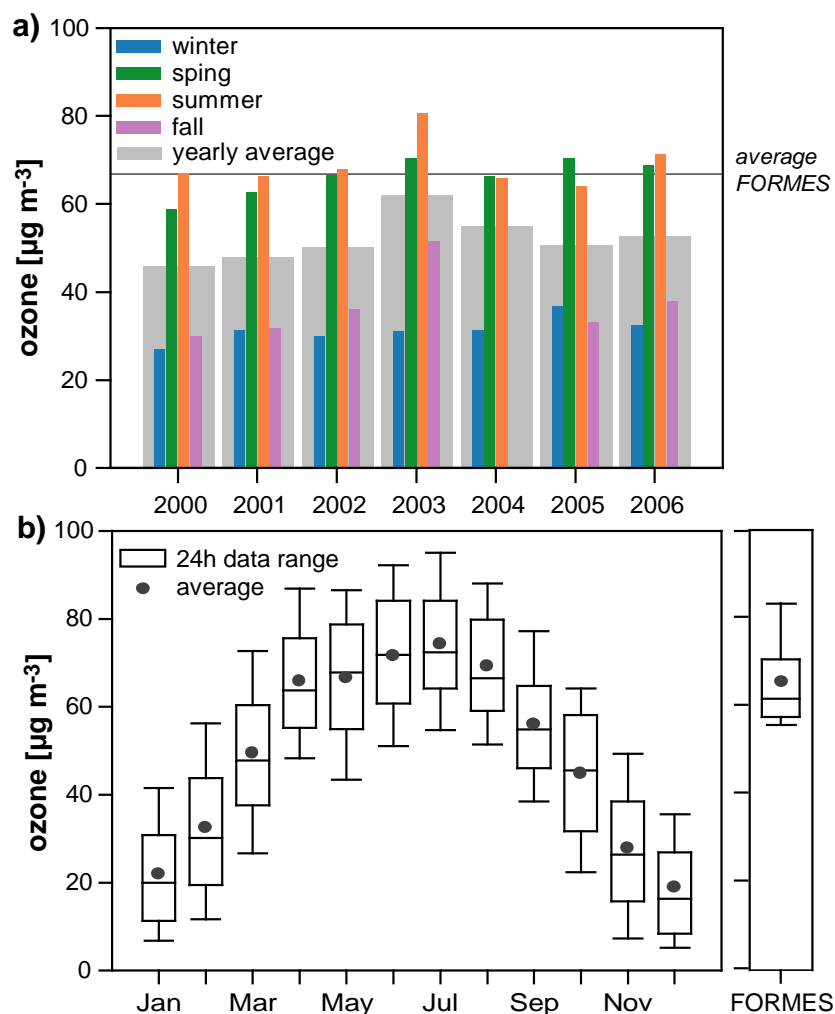 a)
100
80
60
40
20
0
ozone [µg m-3]
winter
sping
summer
fall
yearly average
average
FORMES
2000 2001 2002 2003 2004 2005 2006
b)
100
80
60
40
20
0
ozone [µg m-3]
24h data range
average
Jan Mar May Jul Sep Nov FORMES